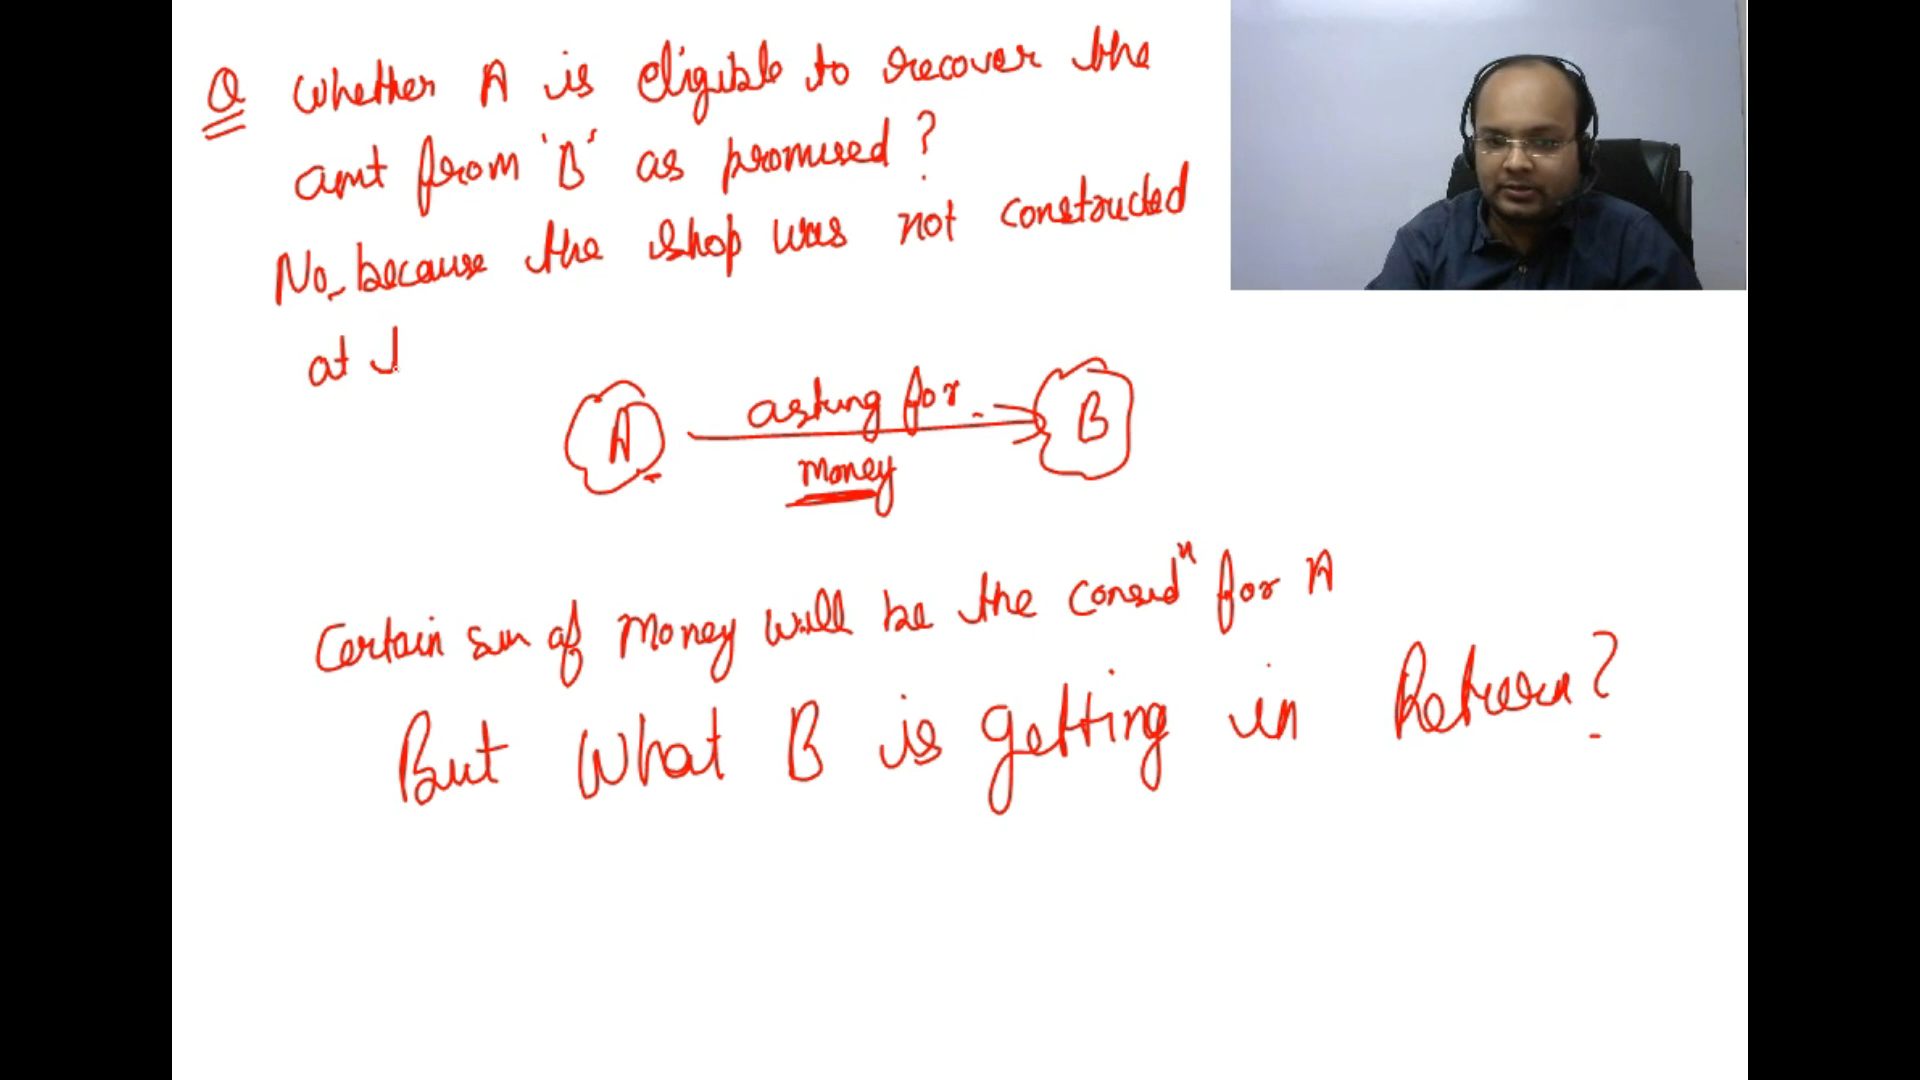 Q Whether A is eligible to recover the
amt from 'B' as promised?
No, because the shop was not constructed
at
A asking for B
money
Certain sum of money will be the considⁿ for A
But What B is getting in Return?